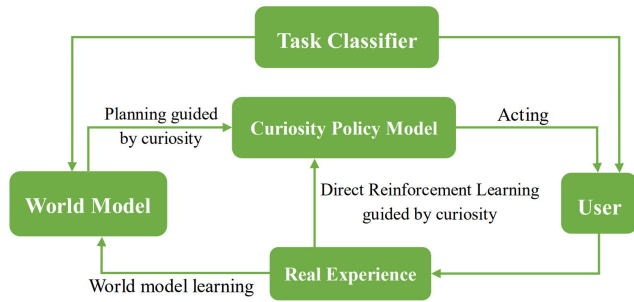 Task Classifier
Planning guided
by curiosity
Curiosity Policy Model
Acting
World Model
Direct Reinforcement Learning
guided by curiosity
User
World model learning
Real Experience